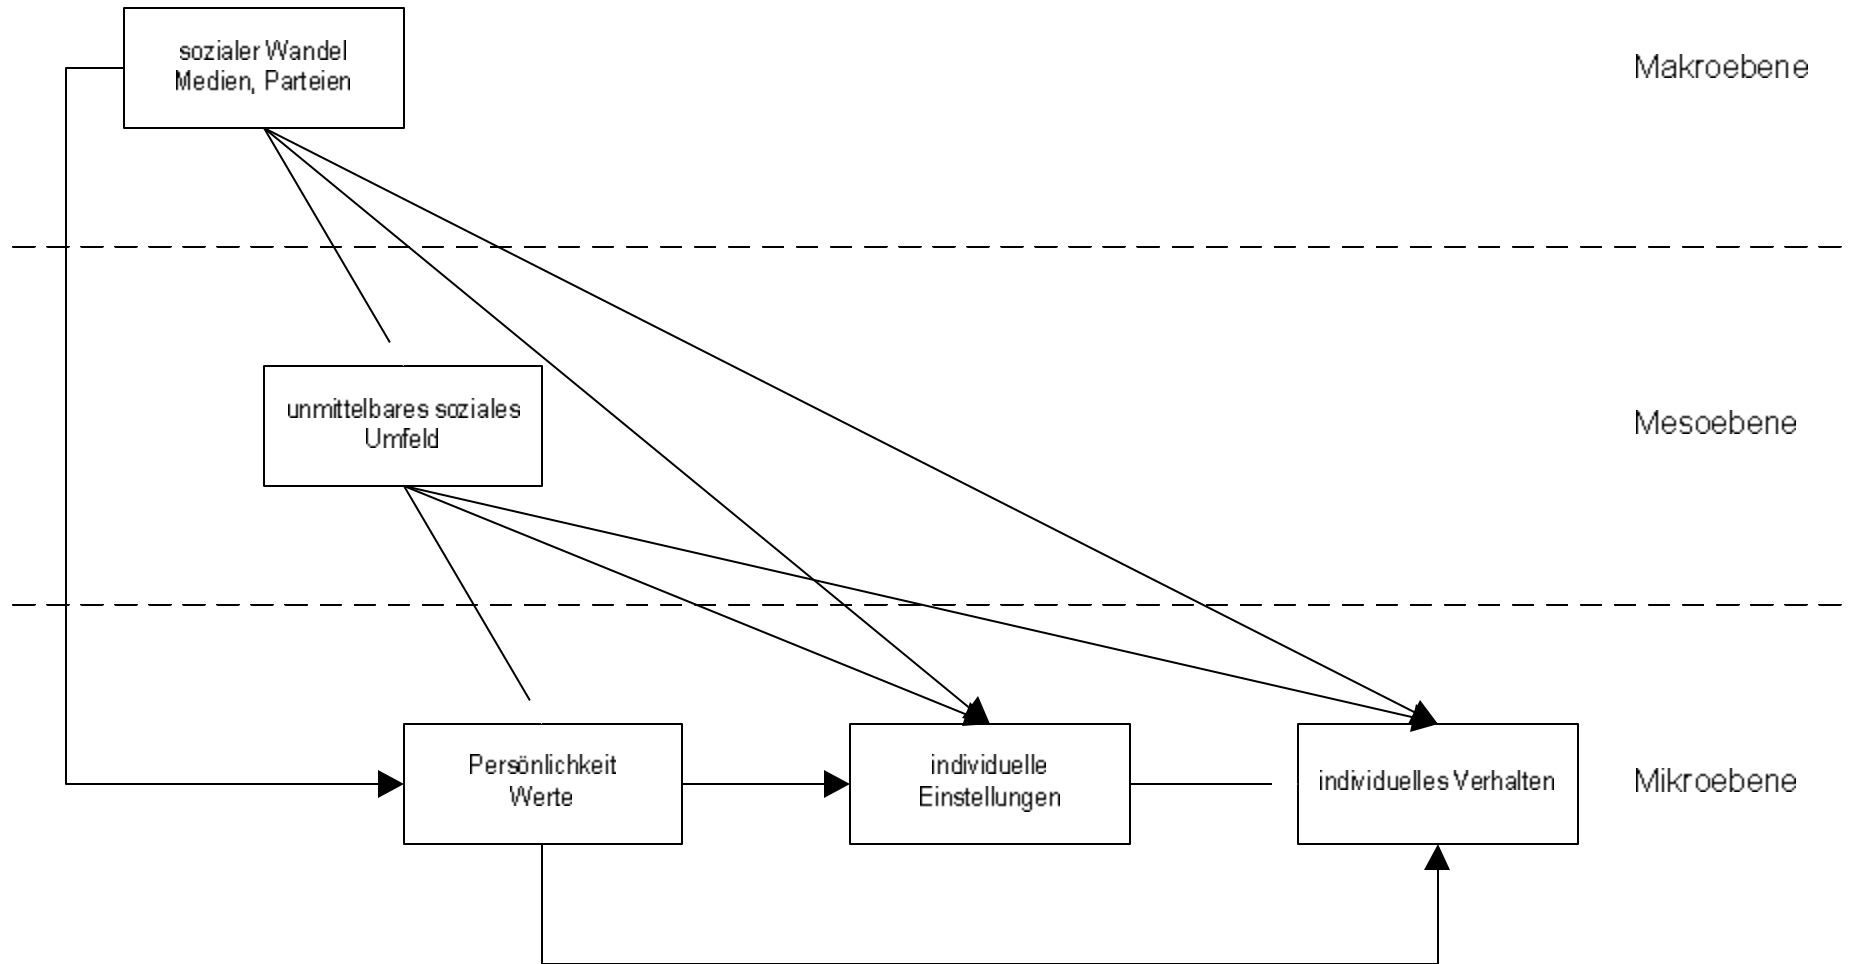 sozialer Wandel
Medien, Parteien
Makroebene
unmittelbares soziales
Umfeld
Mesoebene
Persönlichkeit
Werte
individuelle
Einstellungen
individuelles Verhalten
Mikroebene